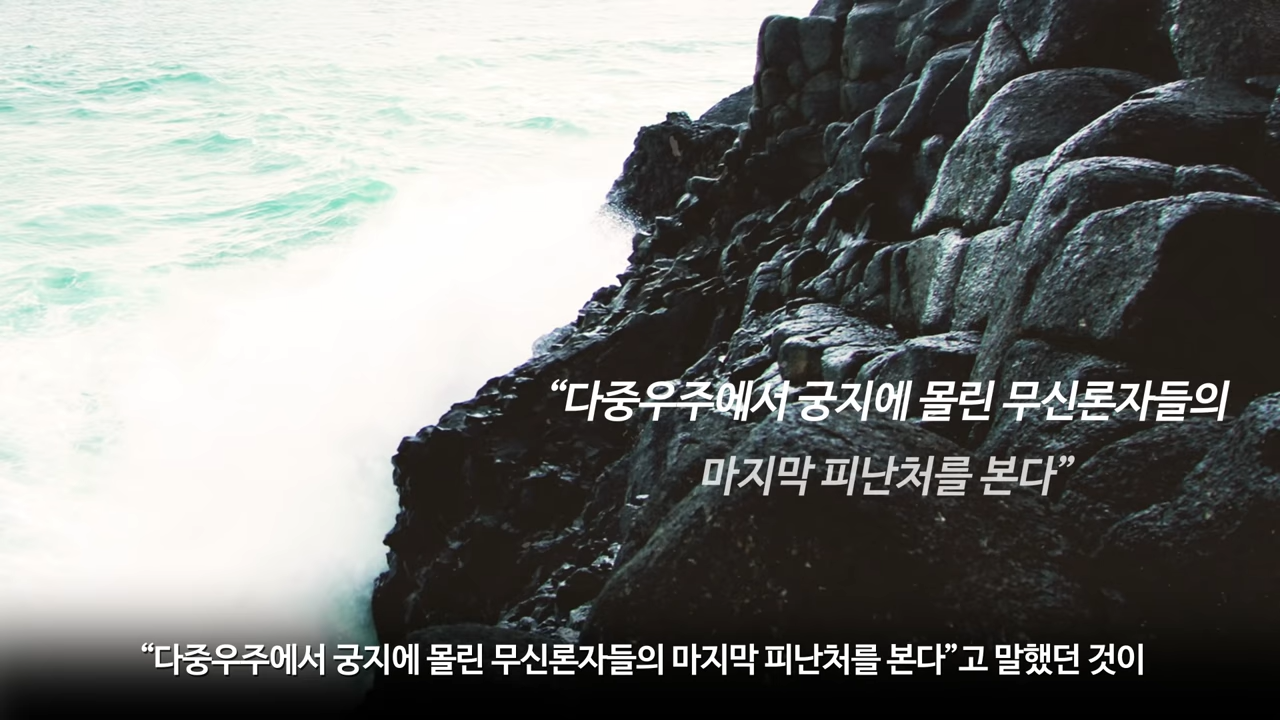 “다중우주에서 궁지에 몰린 무신론자들의
마지막 피난처를 본다”
“다중우주에서 궁지에 몰린 무신론자들의 마지막 피난처를 본다”고 말했던 것이